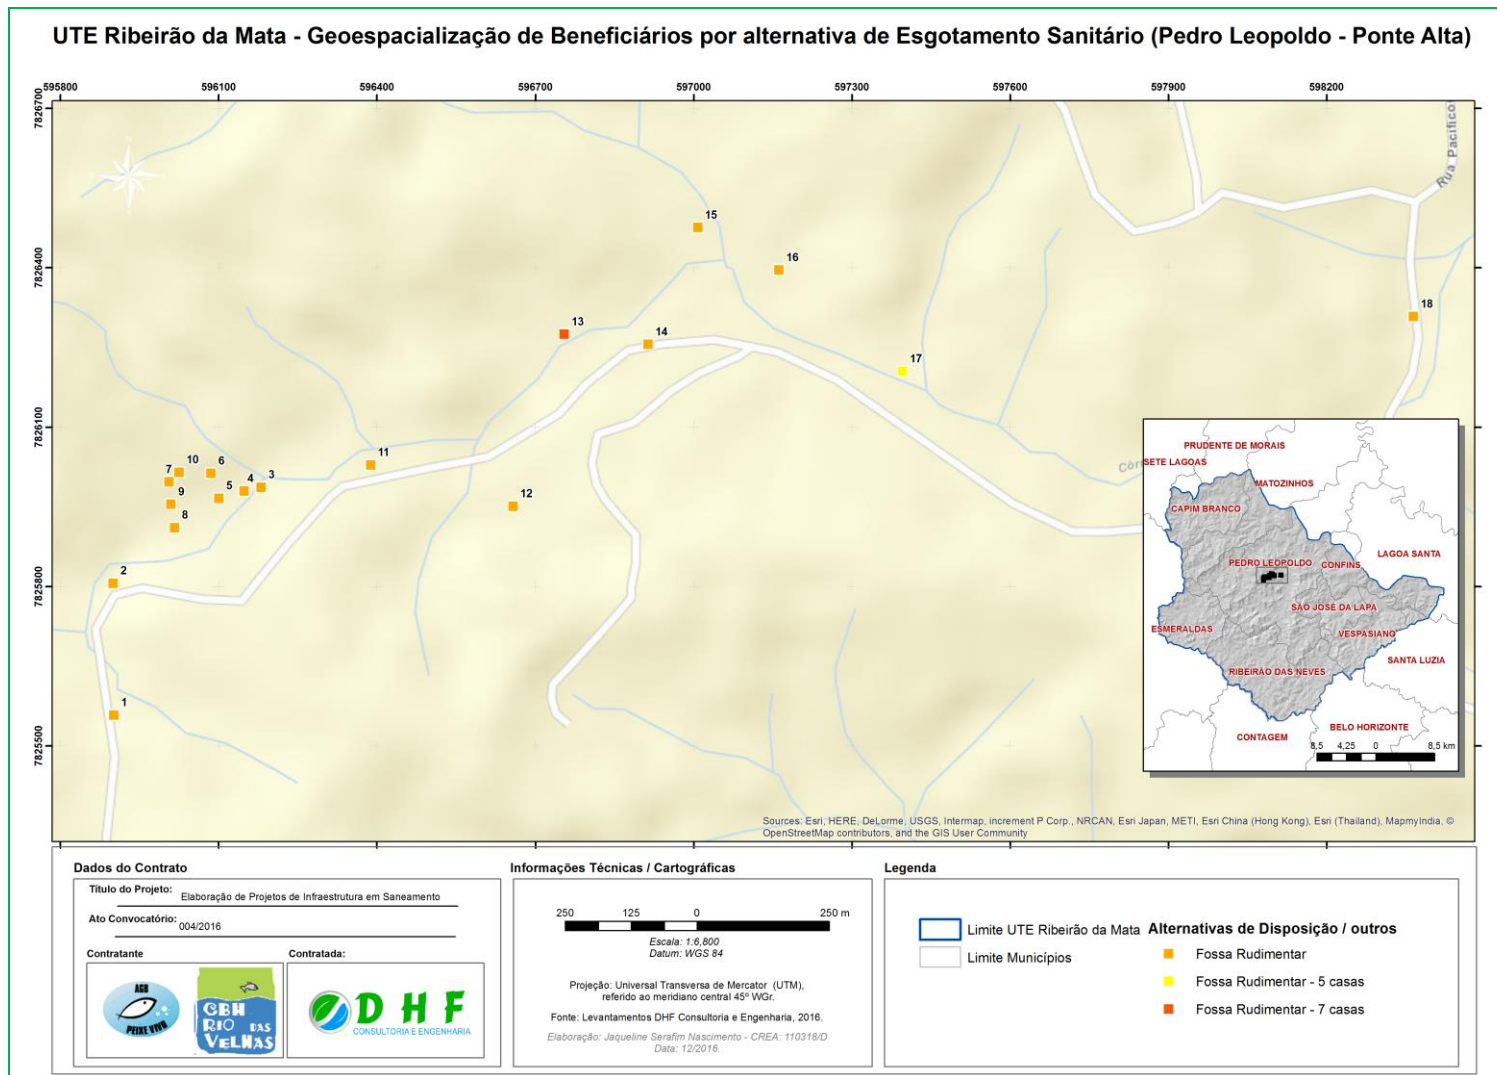 UTE Ribeirão da Mata - Geoespacialização de Beneficiários por alternativa de Esgotamento Sanitário (Pedro Leopoldo - Ponte Alta)
595800 596100 596400 596700 597000 597300 597600 597900 598200
7826700
7826400
7826100
7825800
7825500
Rua Pacífico
15
16
18
13
14
17
11
12
10
7
6
9
5
4
3
8
2
1
PRUDENTE DE MORAIS
SETE LAGOAS
MATOZINHOS
CAPIM BRANCO
LAGOA SANTA
PEDRO LEOPOLDO
CONFINS
SÃO JOSÉ DA LAPA
ESMERALDAS
VESPASIANO
SANTA LUZIA
RIBEIRÃO DAS NEVES
BELO HORIZONTE
CONTAGEM
8,5 4,25 0 8,5 km
Sources: Esri, HERE, DeLorme, USGS, Intermap, increment P Corp., NRCAN, Esri Japan, METI, Esri China (Hong Kong), Esri (Thailand), MapmyIndia, ©
OpenStreetMap contributors, and the GIS User Community
Dados do Contrato
Título do Projeto: Elaboração de Projetos de Infraestrutura em Saneamento
Ato Convocatório: 004/2016
Contratante
Contratada:
AGB
PEIXE VIVO
CBH
RIO DAS
VELHAS
DHF
CONSULTORIA E ENGENHARIA
Informações Técnicas / Cartográficas
250 125 0 250 m
Escala: 1:6,800
Datum: WGS 84
Projeção: Universal Transversa de Mercator (UTM),
referido ao meridiano central 45º WGr.
Fonte: Levantamentos DHF Consultoria e Engenharia, 2016.
Elaboração: Jaqueline Serafim Nascimento - CREA: 110318/D
Data: 12/2016.
Legenda
Limite UTE Ribeirão da Mata
Limite Municípios
Alternativas de Disposição / outros
Fossa Rudimentar
Fossa Rudimentar - 5 casas
Fossa Rudimentar - 7 casas